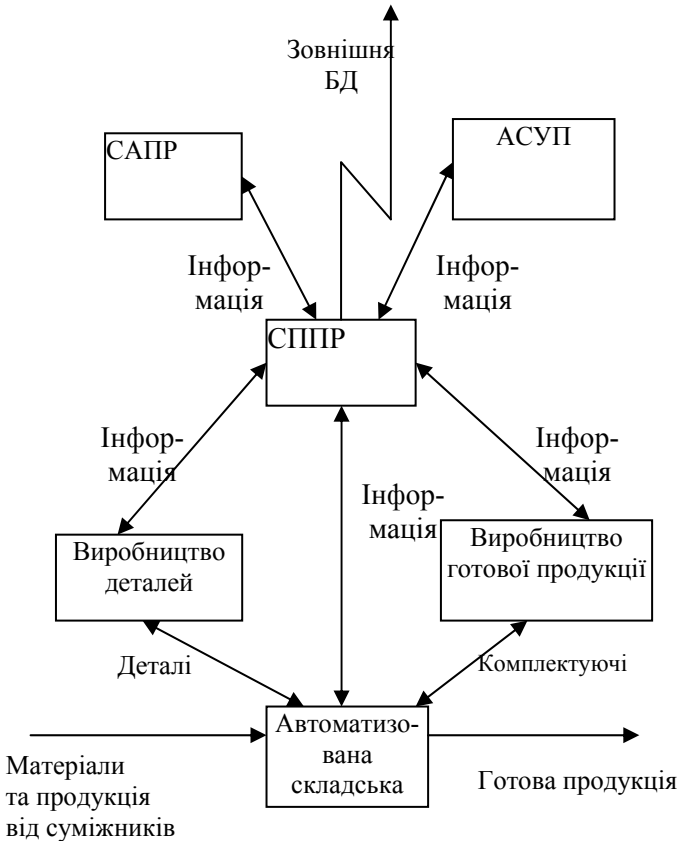 Зовнішня
БД
САПР
АСУП
Інфор-
мація
Інфор-
мація
СППР
Інфор-
мація
Інфор-
мація
Інфор-
мація
Виробництво
деталей
Виробництво
готової продукції
Деталі
Комплектуючі
Автоматизо-
вана
складська
Матеріали
та продукція
від суміжників
Готова продукція